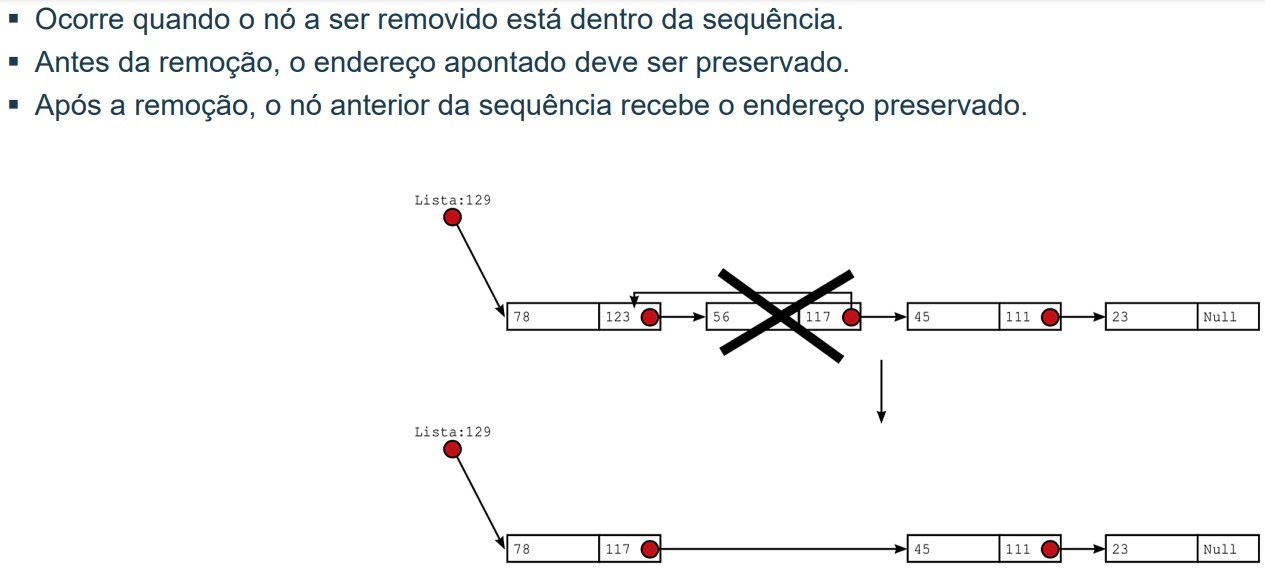 ▪ Ocorre quando o nó a ser removido está dentro da sequência.
▪ Antes da remoção, o endereço apontado deve ser preservado.
▪ Após a remoção, o nó anterior da sequência recebe o endereço preservado.
Lista:129
78 123 56 117 45 111 23 Null
Lista:129
78 117 45 111 23 Null